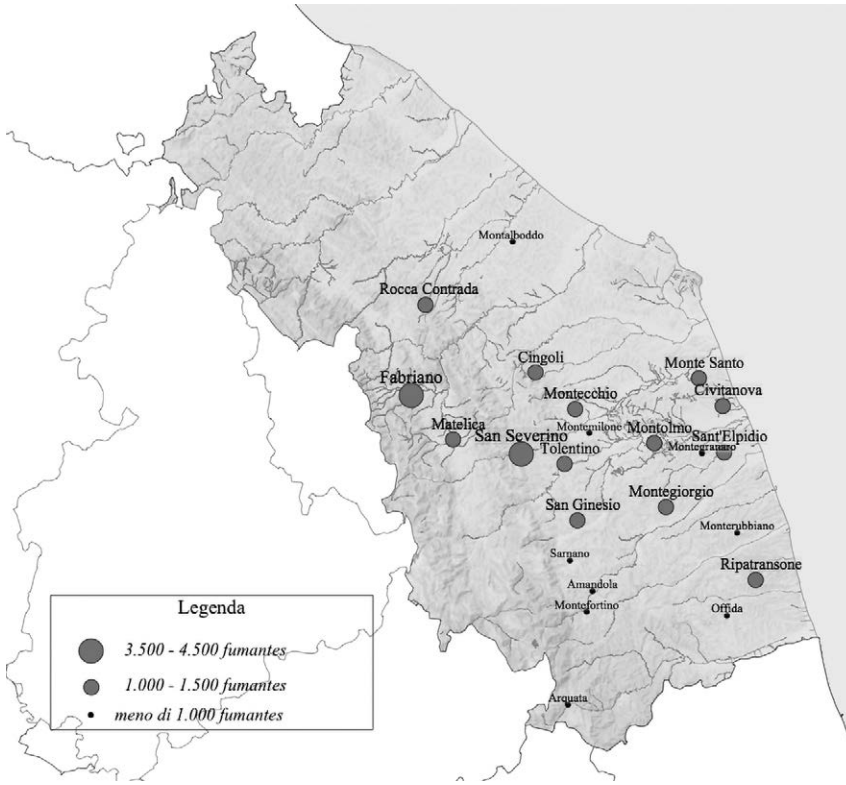 Montalboddo
Rocca Contrada
Cingoli
Monte Santo
Fabriano
Civitanova
Montecchio
Matelica
Montemilone
San Severino
Montolmo
Sant'Elpidio
Tolentino
Montegranaro
San Ginesio
Montegiorgio
Monterubbiano
Sarnano
Ripatransone
Amandola
Montefortino
Offida
Arquata
Legenda
3.500 - 4.500 fumantes
1.000 - 1.500 fumantes
meno di 1.000 fumantes